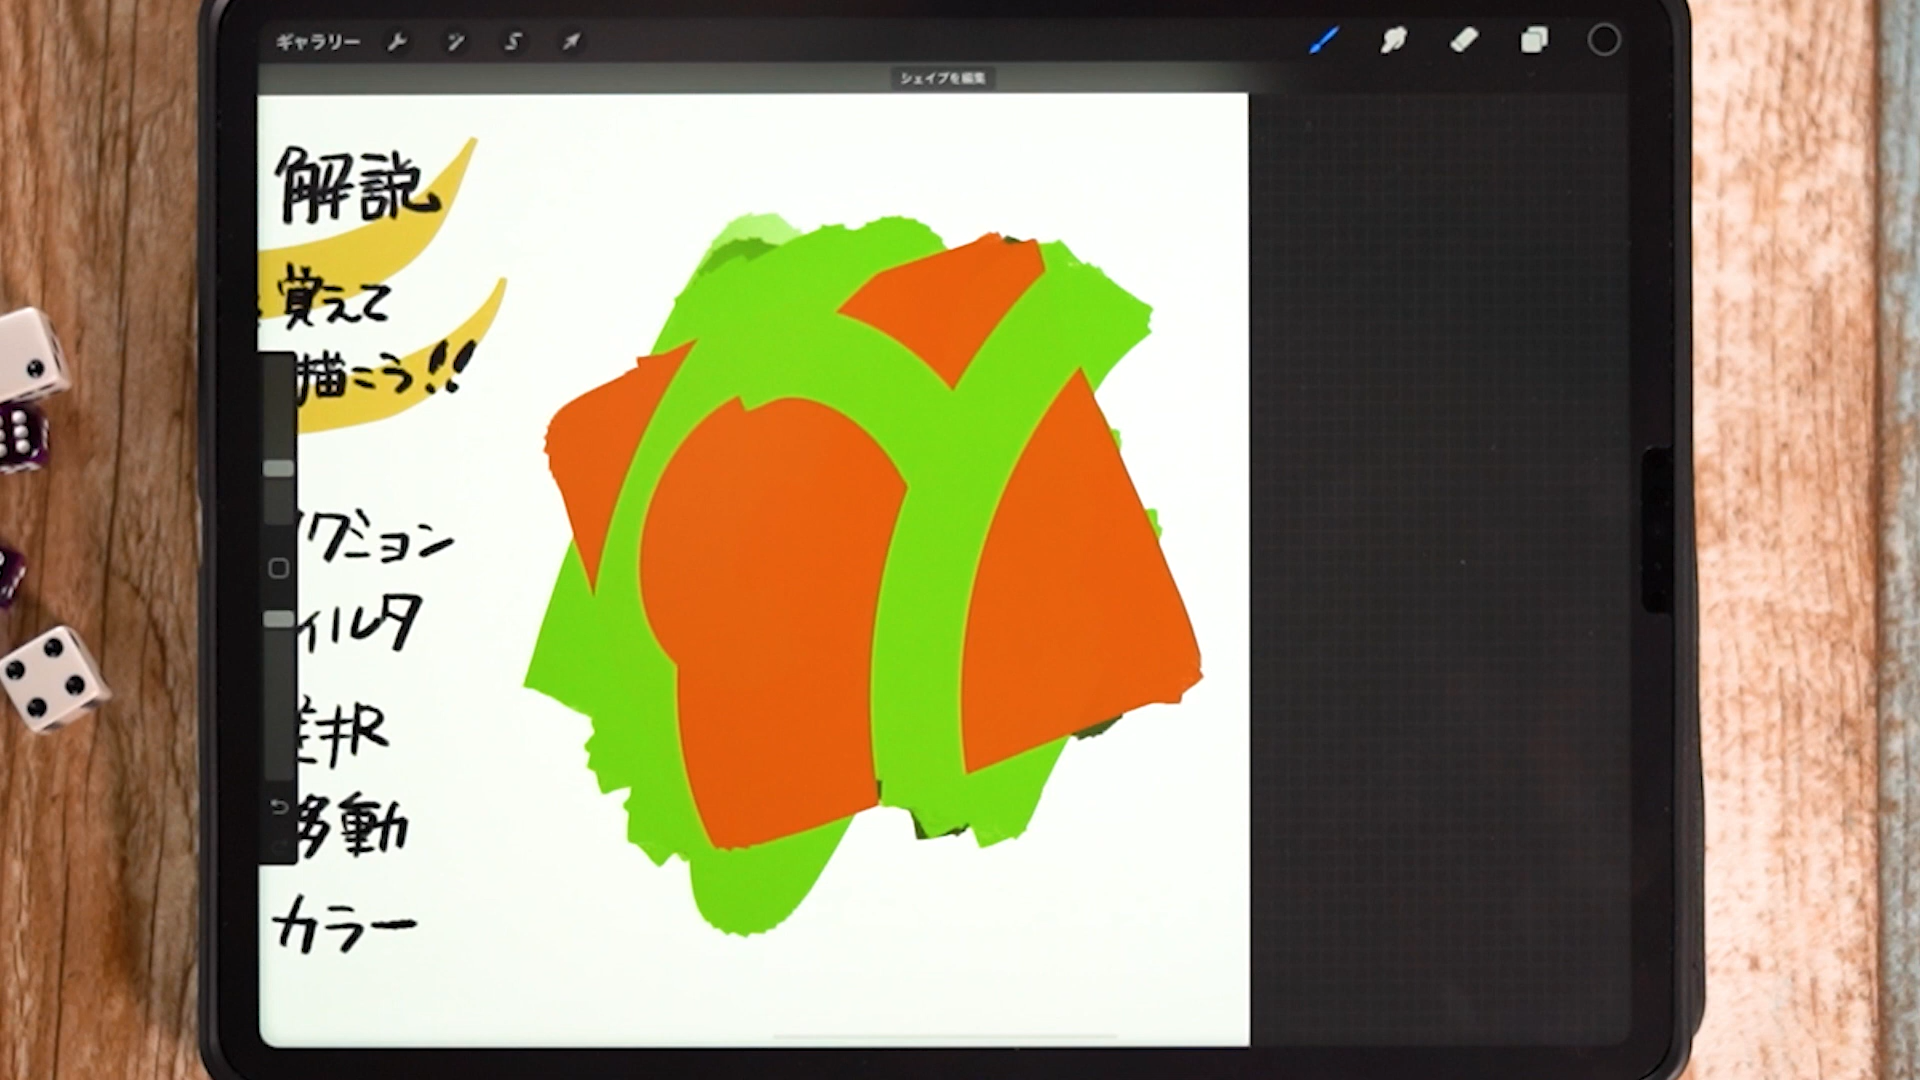 ギャラリー
シェイプを編集
解説
覚えて
描こう!!
クション
ィルタ
択R
移動
カラー